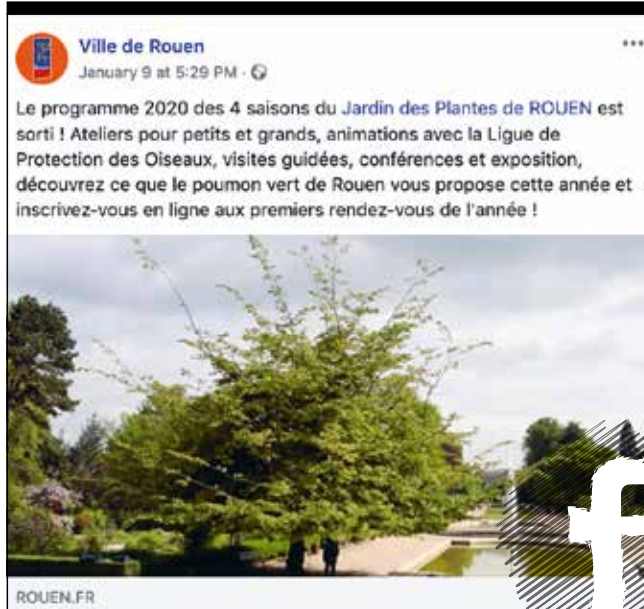 Ville de Rouen
January 9 at 5:29 PM ·
Le programme 2020 des 4 saisons du Jardin des Plantes de ROUEN est
sorti ! Ateliers pour petits et grands, animations avec la Ligue de
Protection des Oiseaux, visites guidées, conférences et exposition,
découvrez ce que le poumon vert de Rouen vous propose cette année et
inscrivez-vous en ligne aux premiers rendez-vous de l'année !
f
ROUEN.FR